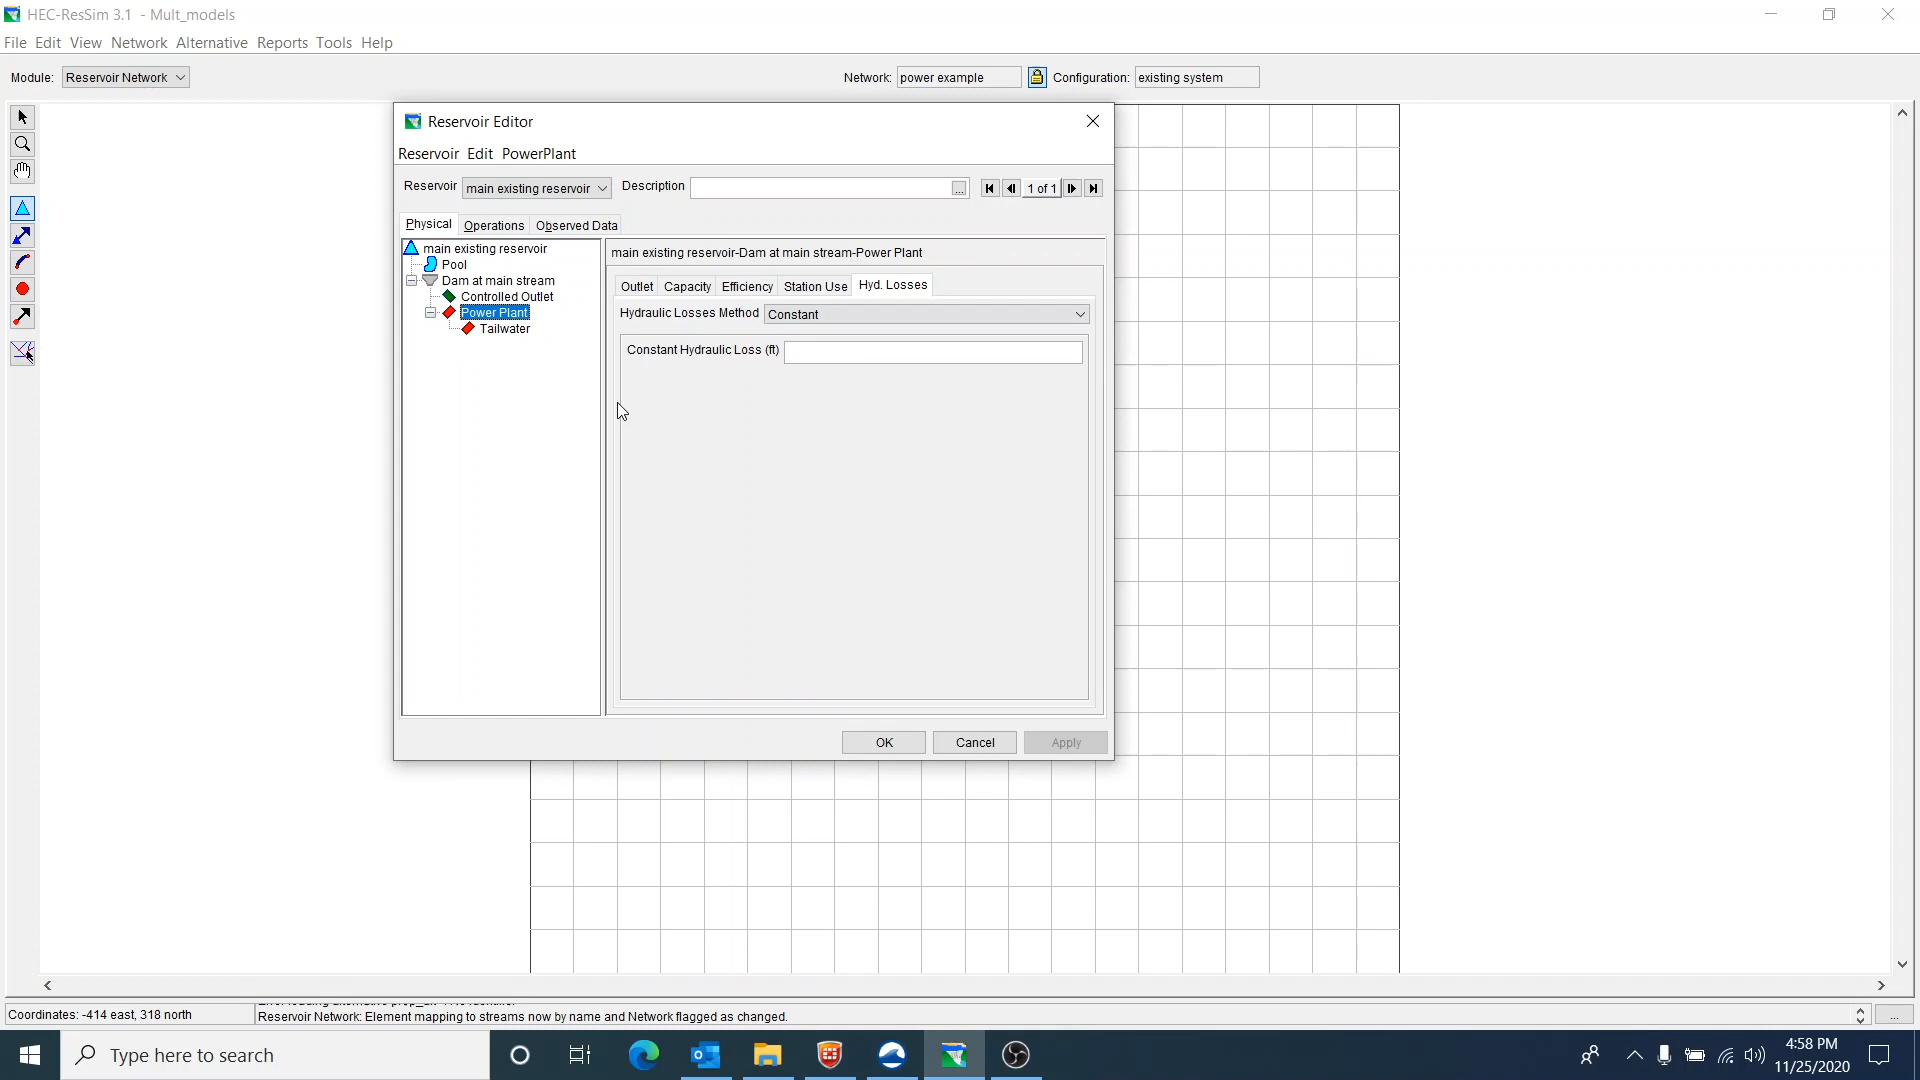 HEC-ResSim 3.1 - Mult_models
File Edit View Network Alternative Reports Tools Help
Module: Reservoir Network Network: power example Configuration: existing system
Reservoir Editor
Reservoir Edit PowerPlant
Reservoir main existing reservoir Description ... 1 of 1
Physical Operations Observed Data
main existing reservoir
Pool
Dam at main stream
Controlled Outlet
Power Plant
Tailwater
main existing reservoir-Dam at main stream-Power Plant
Outlet Capacity Efficiency Station Use Hyd. Losses
Hydraulic Losses Method Constant
Constant Hydraulic Loss (ft)
OK Cancel Apply
Coordinates: -414 east, 318 north
Reservoir Network: Element mapping to streams now by name and Network flagged as changed.
...
Type here to search
4:58 PM
11/25/2020